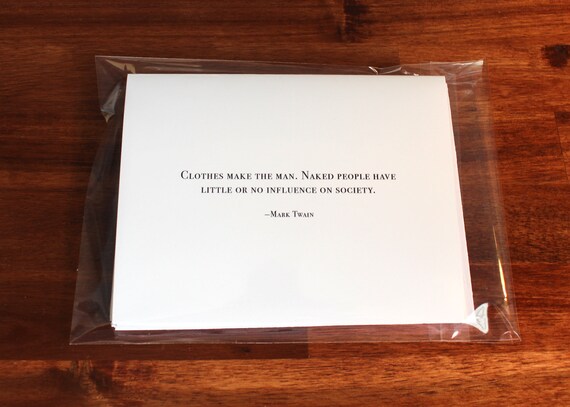 Clothes make the man. Naked people have
little or no influence on society.
–Mark Twain